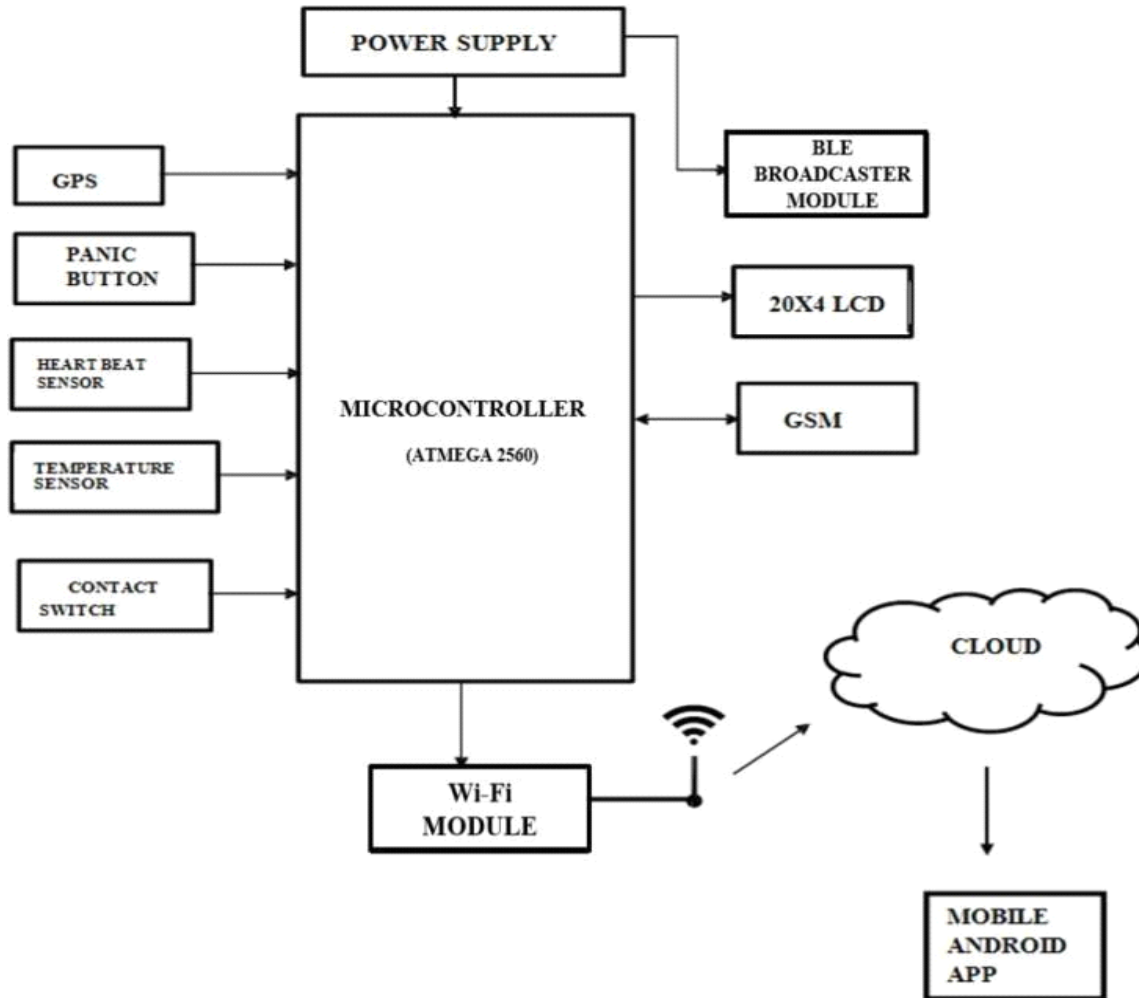 POWER SUPPLY
BLE
BROADCASTER
MODULE
GPS
PANIC
BUTTON
20X4 LCD
HEART BEAT
SENSOR
MICROCONTROLLER
(ATMEGA 2560)
GSM
TEMPERATURE
SENSOR
CONTACT
SWITCH
CLOUD
Wi-Fi
MODULE
MOBILE
ANDROID
APP